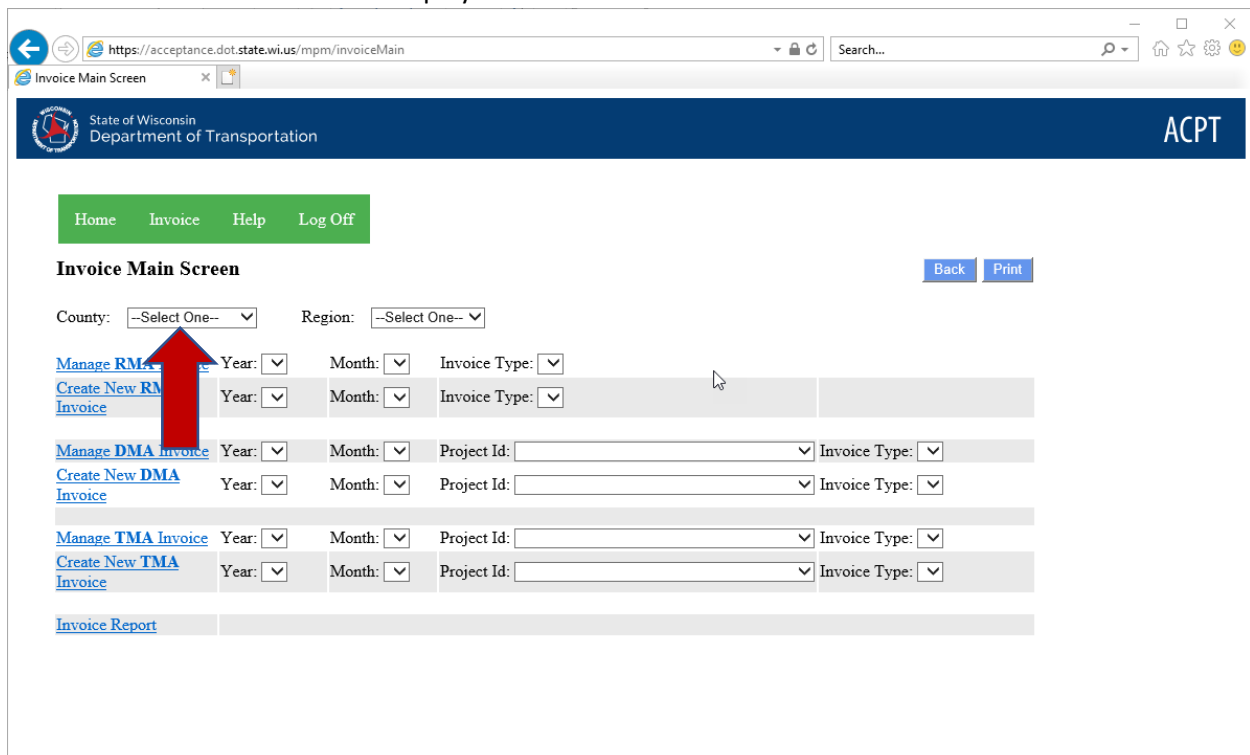 https://acceptance.dot.state.wi.us/mpm/invoiceMain Search...
Invoice Main Screen
State of Wisconsin
Department of Transportation
ACPT
Home Invoice Help Log Off
Invoice Main Screen Back Print
County: --Select One-- Region: --Select One--
Manage RMA Year: Month: Invoice Type:
Create New
Invoice Year: Month: Invoice Type:
Manage DMA Invoice Year: Month: Project Id: Invoice Type:
Create New DMA
Invoice Year: Month: Project Id: Invoice Type:
Manage TMA Invoice Year: Month: Project Id: Invoice Type:
Create New TMA
Invoice Year: Month: Project Id: Invoice Type:
Invoice Report